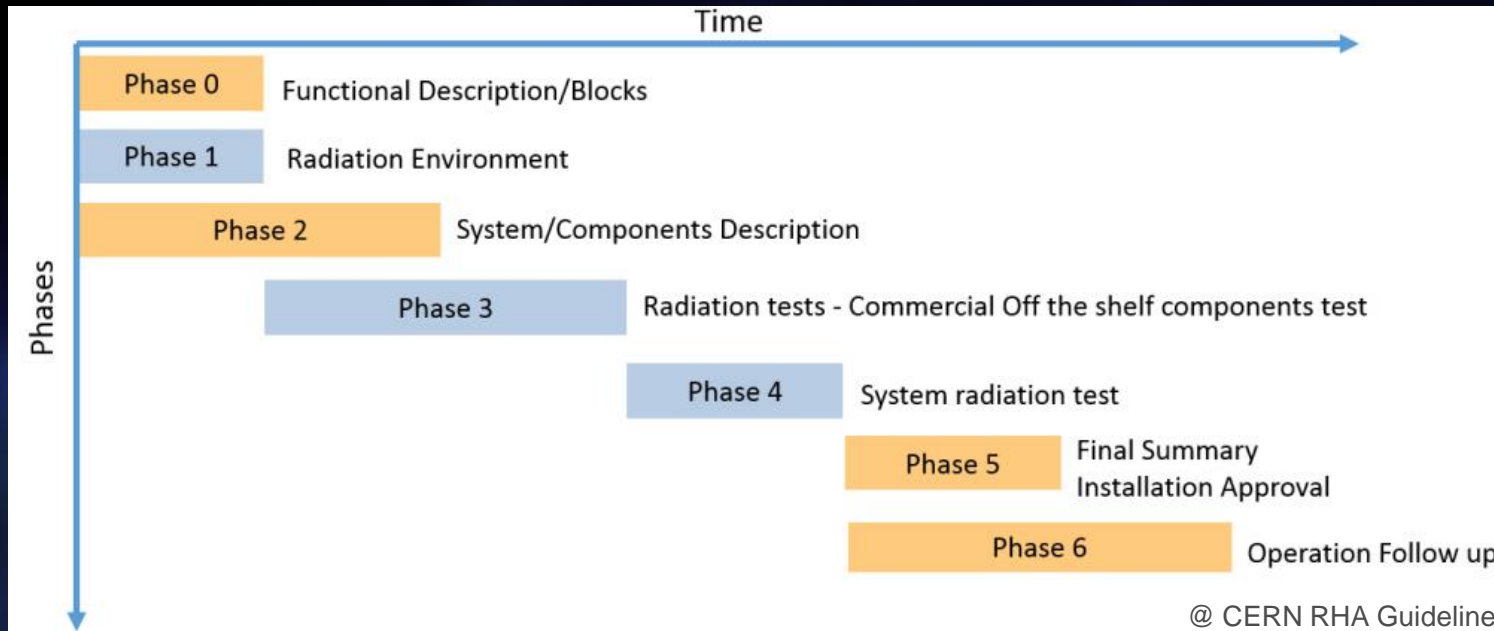 Time
Phase 0
Functional Description/Blocks
Phase 1
Radiation Environment
Phase 2
System/Components Description
Phases
Phase 3
Radiation tests - Commercial Off the shelf components test
Phase 4
System radiation test
Phase 5
Final Summary
Installation Approval
Phase 6
Operation Follow up
@ CERN RHA Guideline